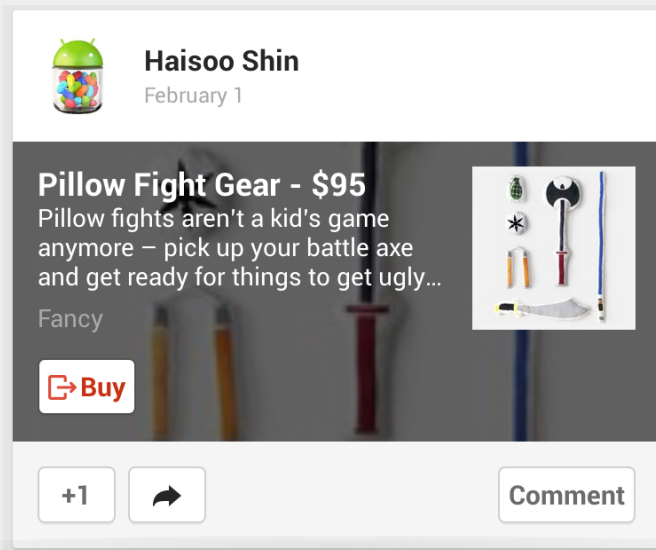 Haisoo Shin
February 1
Pillow Fight Gear - $95
Pillow fights aren't a kid's game
anymore – pick up your battle axe
and get ready for things to get ugly...
Fancy
Buy
+1
Comment